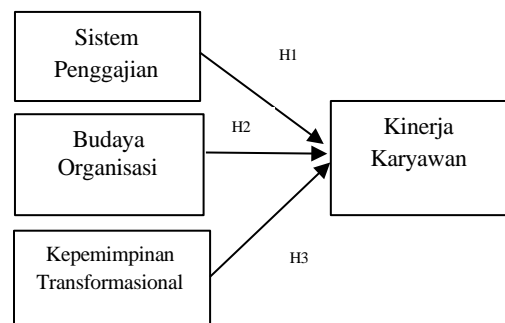 Sistem
Penggajian
H1
H2
Budaya
Organisasi
Kinerja
Karyawan
Kepemimpinan
Transformasional
H3